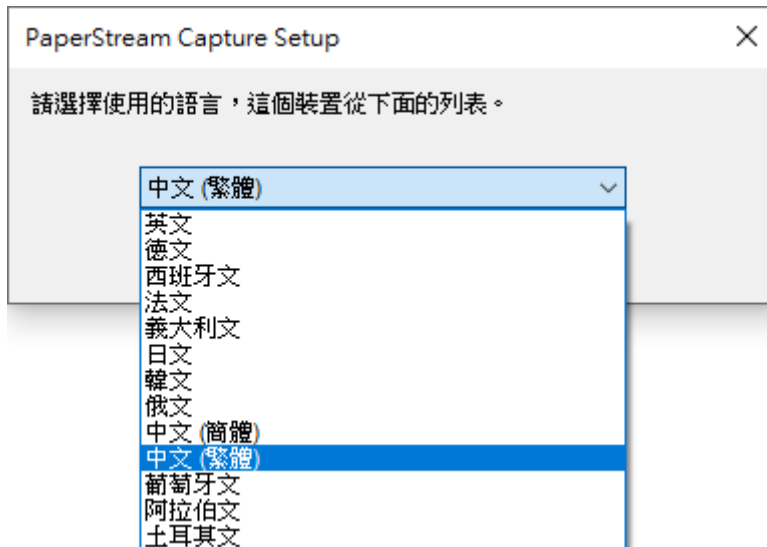 PaperStream Capture Setup
請選擇使用的語言，這個裝置從下面的列表。
中文 (繁體)
英文
德文
西班牙文
法文
義大利文
日文
韓文
俄文
中文 (簡體)
中文 (繁體)
葡萄牙文
阿拉伯文
土耳其文